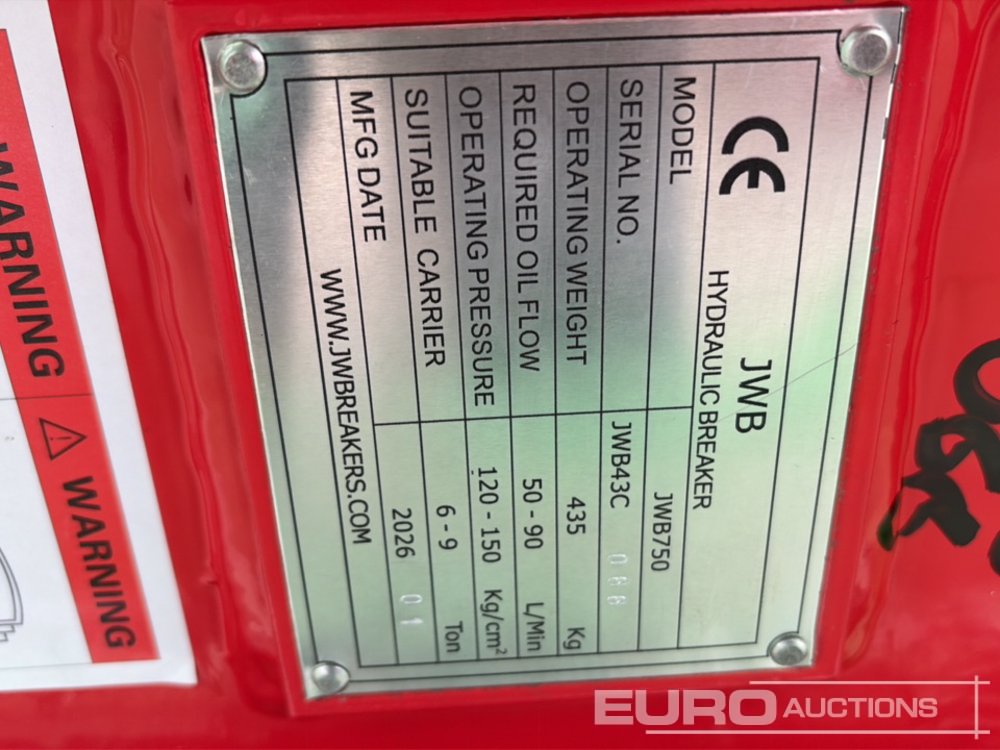 CE
JWB
HYDRAULIC BREAKER
MODEL JWB750
SERIAL NO. JWB43C 068
OPERATING WEIGHT 435 Kg
REQUIRED OIL FLOW 50 - 90 L/Min
OPERATING PRESSURE 120 - 150 Kg/cm²
SUITABLE CARRIER 6 - 9 Ton
MFG DATE 2026 01
WWW.JWBREAKERS.COM
WARNING
⚠ WARNING
EURO AUCTIONS